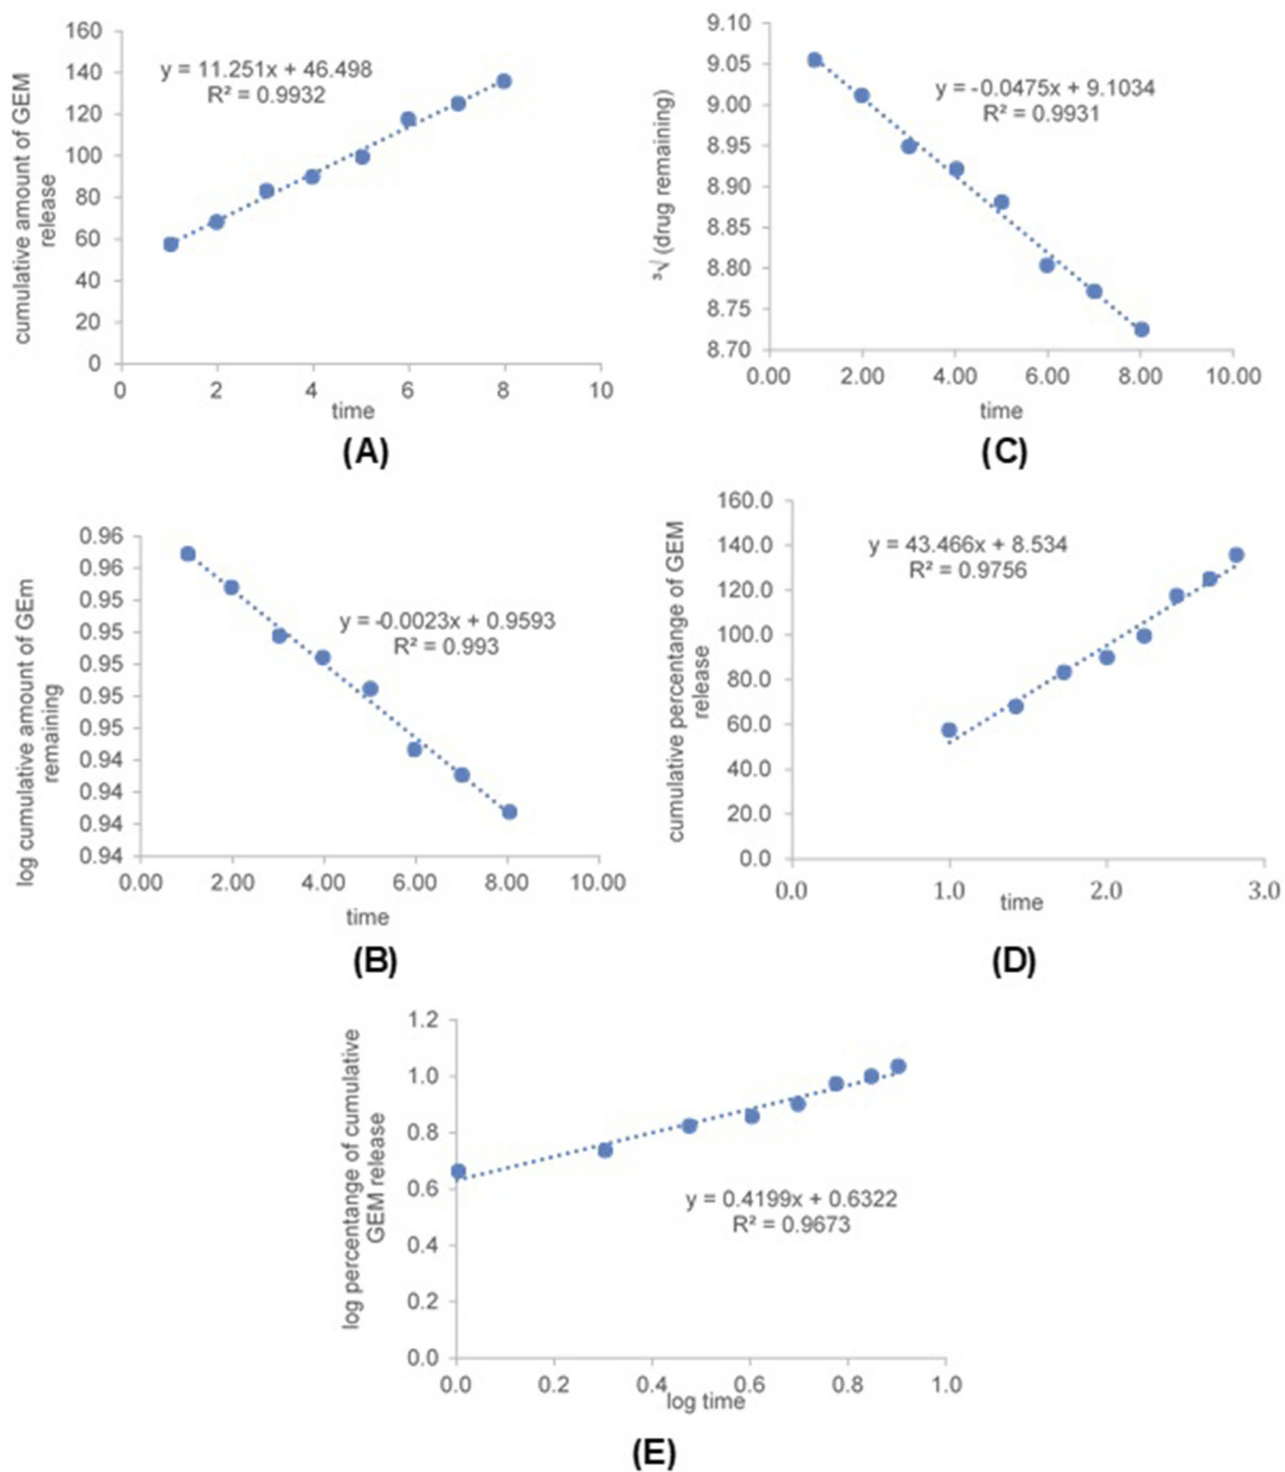 cumulative amount of GEM
release
160
140
120
100
80
60
40
20
0
y = 11.251x + 46.498
R² = 0.9932
0 2 4 6 8 10
time
(A)
³√ (drug remaining)
9.10
9.05
9.00
8.95
8.90
8.85
8.80
8.75
8.70
y = -0.0475x + 9.1034
R² = 0.9931
0.00 2.00 4.00 6.00 8.00 10.00
time
(C)
log cumulative amount of GEm
remaining
0.96
0.96
0.95
0.95
0.95
0.95
0.95
0.94
0.94
0.94
0.94
y = -0.0023x + 0.9593
R² = 0.993
0.00 2.00 4.00 6.00 8.00 10.00
time
(B)
cumulative percentange of GEM
release
160.0
140.0
120.0
100.0
80.0
60.0
40.0
20.0
0.0
y = 43.466x + 8.534
R² = 0.9756
0.0 1.0 2.0 3.0
time
(D)
log percentange of cumulative
GEM release
1.2
1.0
0.8
0.6
0.4
0.2
0.0
y = 0.4199x + 0.6322
R² = 0.9673
0.0 0.2 0.4 0.6 0.8 1.0
log time
(E)